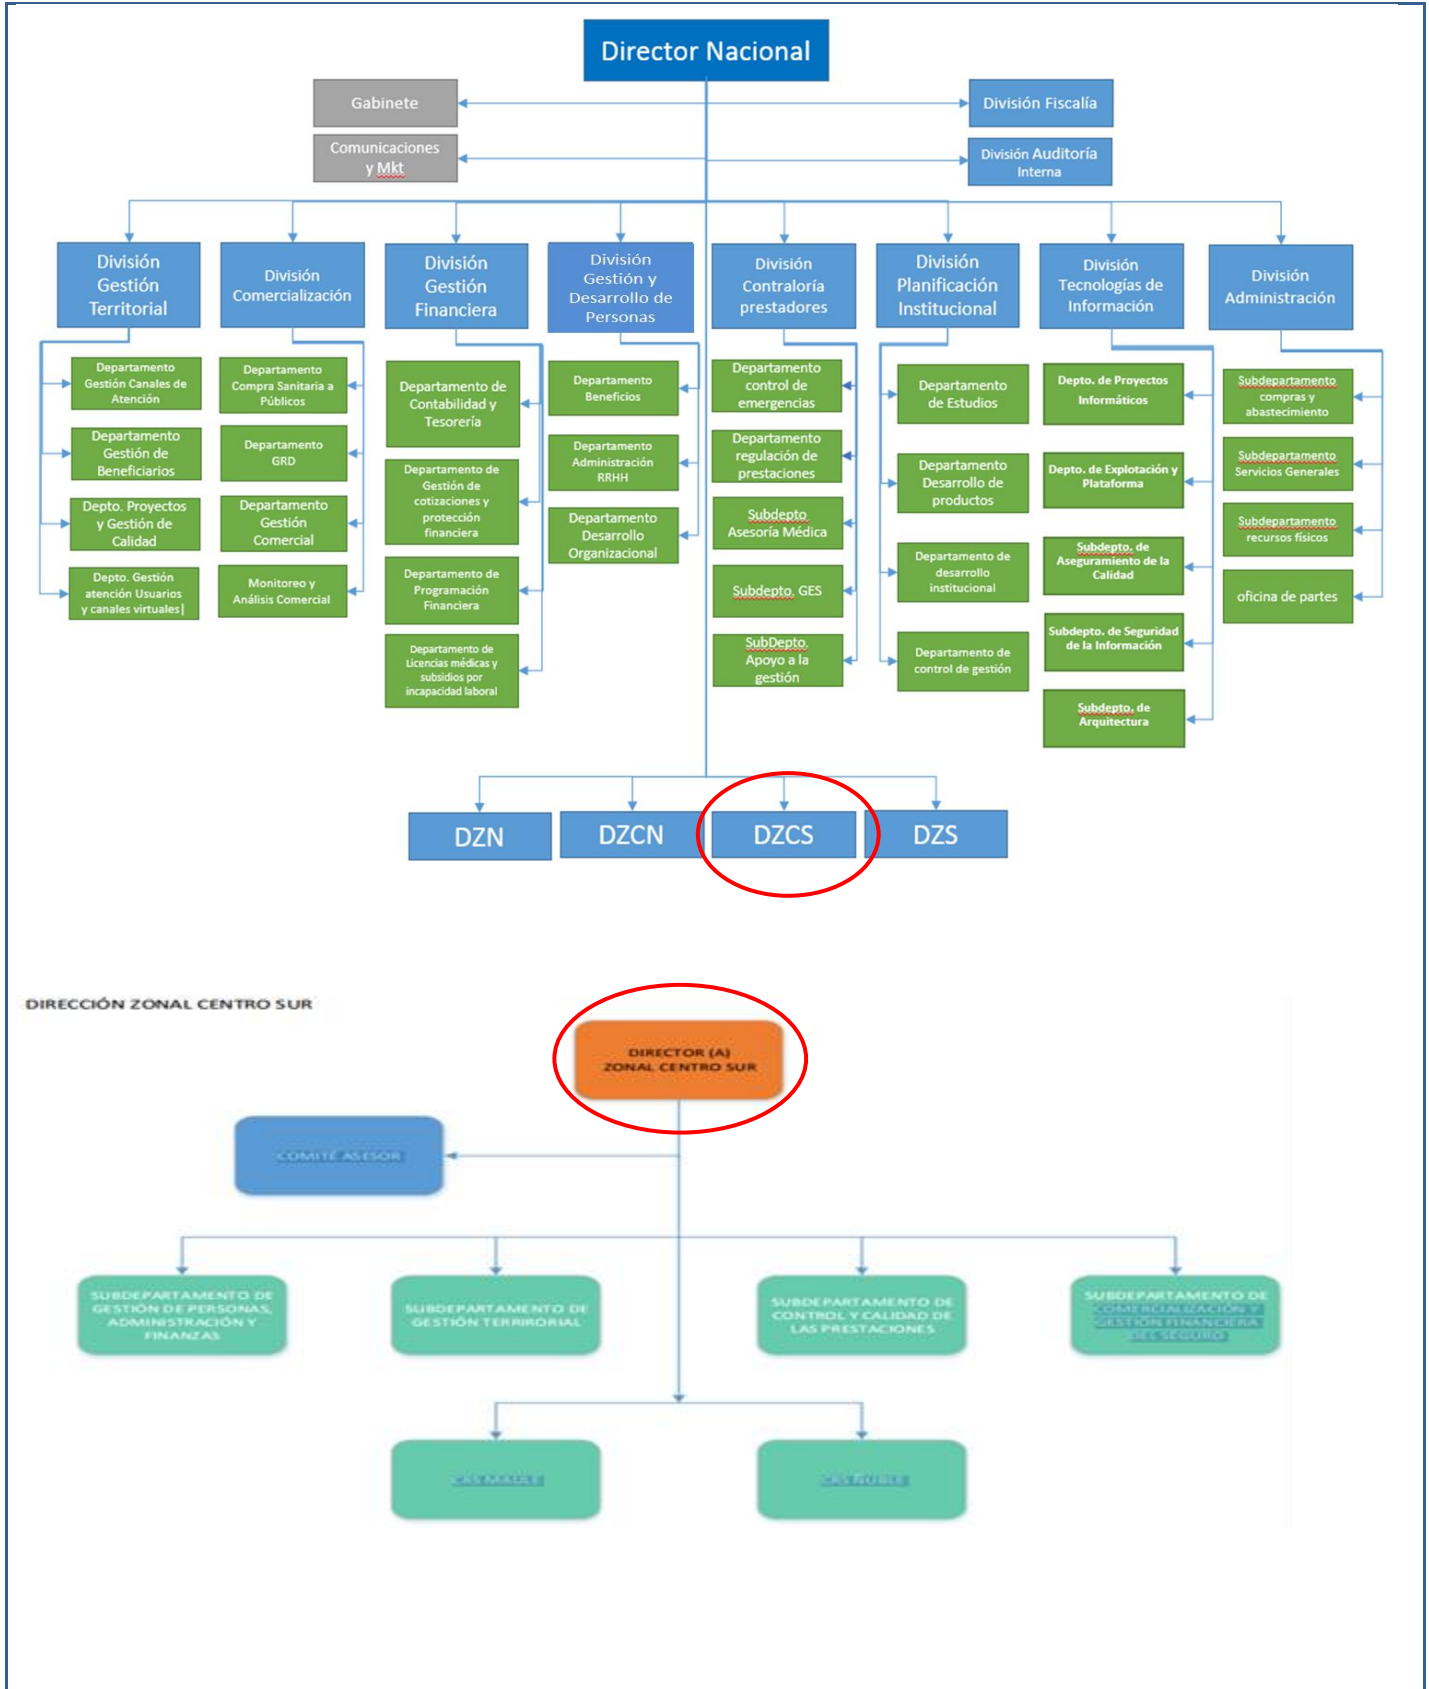 Director Nacional
Gabinete
División Fiscalía
Comunicaciones
y Mkt
División Auditoría
Interna
División
Gestión
Territorial
División
Comercialización
División
Gestión
Financiera
División
Gestión y
Desarrollo de
Personas
División
Contraloría
prestadores
División
Planificación
Institucional
División
Tecnologías de
Información
División
Administración
Departamento
Gestión Canales de
Atención
Departamento
Gestión de
Beneficiarios
Depto. Proyectos
y Gestión de
Calidad
Depto. Gestión
atención Usuarios
y canales virtuales|
Departamento
Compra Sanitaria a
Públicos
Departamento
GRD
Departamento
Gestión
Comercial
Monitoreo y
Análisis Comercial
Departamento de
Contabilidad y
Tesorería
Departamento de
Gestión de
cotizaciones y
protección
financiera
Departamento de
Programación
Financiera
Departamento de
Licencias médicas y
subsidios por
incapacidad laboral
Departamento
Beneficios
Departamento
Administración
RRHH
Departamento
Desarrollo
Organizacional
Departamento
control de
emergencias
Departamento
regulación de
prestaciones
Subdepto
Asesoría Médica
Subdepto. GES
SubDepto.
Apoyo a la
gestión
Departamento
de Estudios
Departamento
Desarrollo de
productos
Departamento de
desarrollo
institucional
Departamento de
control de gestión
Depto. de Proyectos
Informáticos
Depto. de Explotación y
Plataforma
Subdepto. de
Aseguramiento de la
Calidad
Subdepto. de Seguridad
de la Información
Subdepto. de
Arquitectura
Subdepartamento
compras y
abastecimiento
Subdepartamento
Servicios Generales
Subdepartamento
recursos físicos
oficina de partes
DZN
DZCN
DZCS
DZS
DIRECCIÓN ZONAL CENTRO SUR
DIRECTOR (A)
ZONAL CENTRO SUR
COMITÉ ASESOR
SUBDEPARTAMENTO DE
GESTIÓN DE PERSONAS,
ADMINISTRACIÓN Y
FINANZAS
SUBDEPARTAMENTO DE
GESTIÓN TERRIRORIAL
SUBDEPARTAMENTO DE
CONTROL Y CALIDAD DE
LAS PRESTACIONES
SUBDEPARTAMENTO DE
COMERCIALIZACIÓN Y
GESTIÓN FINANCIERA
DEL SEGURO
CRS MAULE
CRS ÑUBLE